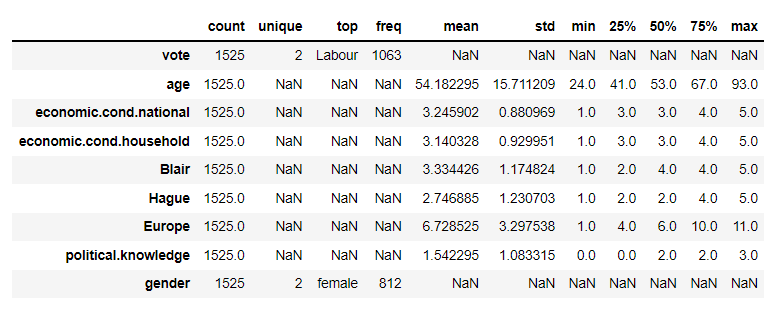 count unique top freq mean std min 25% 50% 75% max
vote 1525 2 Labour 1063 NaN NaN NaN NaN NaN NaN NaN
age 1525.0 NaN NaN NaN 54.182295 15.711209 24.0 41.0 53.0 67.0 93.0
economic.cond.national 1525.0 NaN NaN NaN 3.245902 0.880969 1.0 3.0 3.0 4.0 5.0
economic.cond.household 1525.0 NaN NaN NaN 3.140328 0.929951 1.0 3.0 3.0 4.0 5.0
Blair 1525.0 NaN NaN NaN 3.334426 1.174824 1.0 2.0 4.0 4.0 5.0
Hague 1525.0 NaN NaN NaN 2.746885 1.230703 1.0 2.0 2.0 4.0 5.0
Europe 1525.0 NaN NaN NaN 6.728525 3.297538 1.0 4.0 6.0 10.0 11.0
political.knowledge 1525.0 NaN NaN NaN 1.542295 1.083315 0.0 0.0 2.0 2.0 3.0
gender 1525 2 female 812 NaN NaN NaN NaN NaN NaN NaN